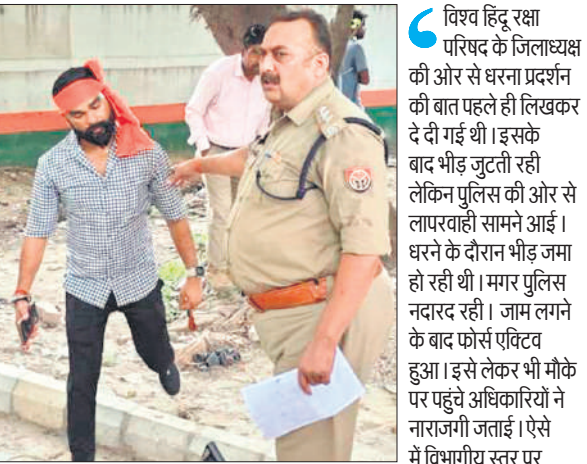 विश्व हिंदू रक्षा
परिषद के जिलाध्यक्ष
की ओर से धरना प्रदर्शन
की बात पहले ही लिखकर
दे दी गई थी। इसके
बाद भीड़ जुटती रही
लेकिन पुलिस की ओर से
लापरवाही सामने आई।
धरने के दौरान भीड़ जमा
हो रही थी। मगर पुलिस
नदारद रही। जाम लगने
के बाद फोर्स एक्टिव
हुआ। इसे लेकर भी मौके
पर पहुंचे अधिकारियों ने
नाराजगी जताई। ऐसे
में विभागीय स्तर पर